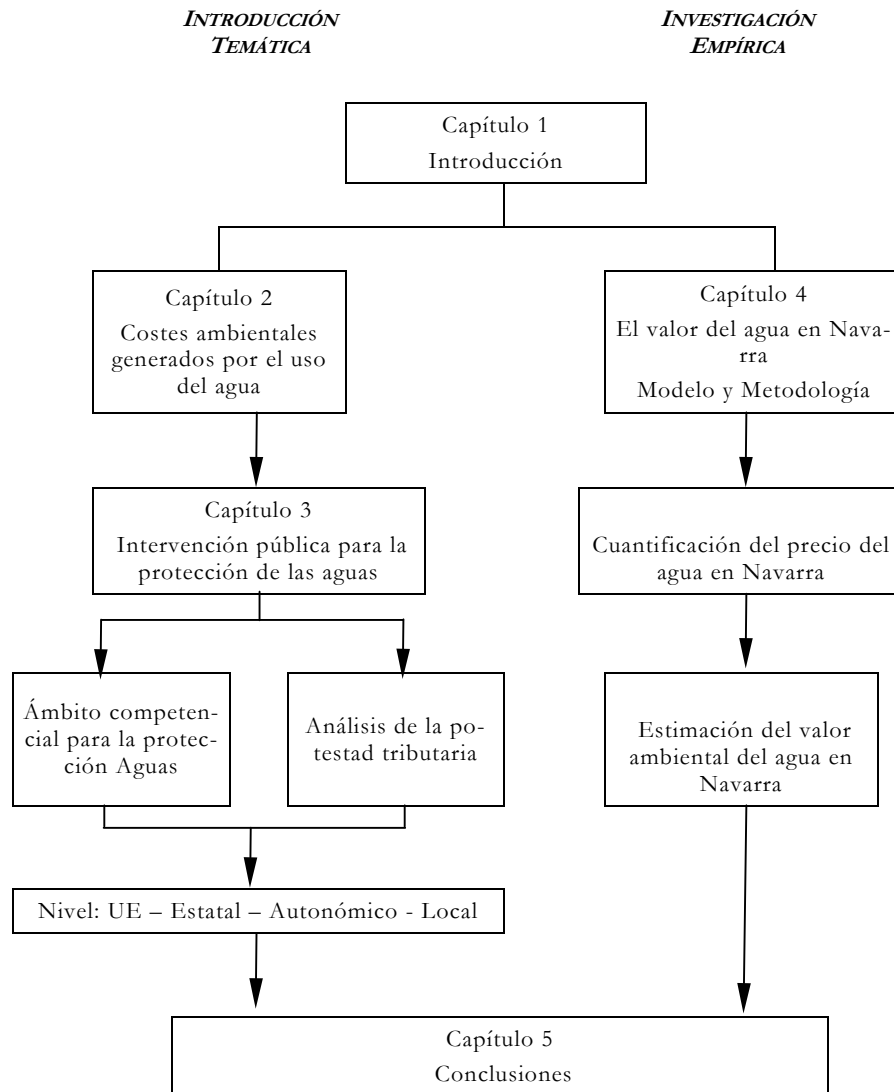 INTRODUCCIÓN
TEMÁTICA
INVESTIGACIÓN
EMPÍRICA
Capítulo 1
Introducción
Capítulo 2
Costes ambientales
generados por el uso
del agua
Capítulo 4
El valor del agua en Nava-
rra
Modelo y Metodología
Capítulo 3
Intervención pública para la
protección de las aguas
Cuantificación del precio del
agua en Navarra
Ámbito competen-
cial para la protec-
ción Aguas
Análisis de la po-
testad tributaria
Estimación del valor
ambiental del agua en
Navarra
Nivel: UE – Estatal – Autonómico - Local
Capítulo 5
Conclusiones